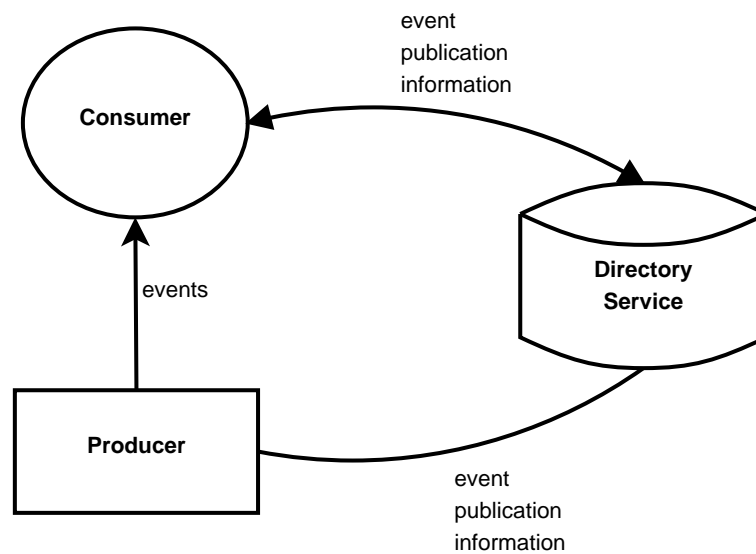 event
publication
information
Consumer
Directory
Service
events
Producer
event
publication
information